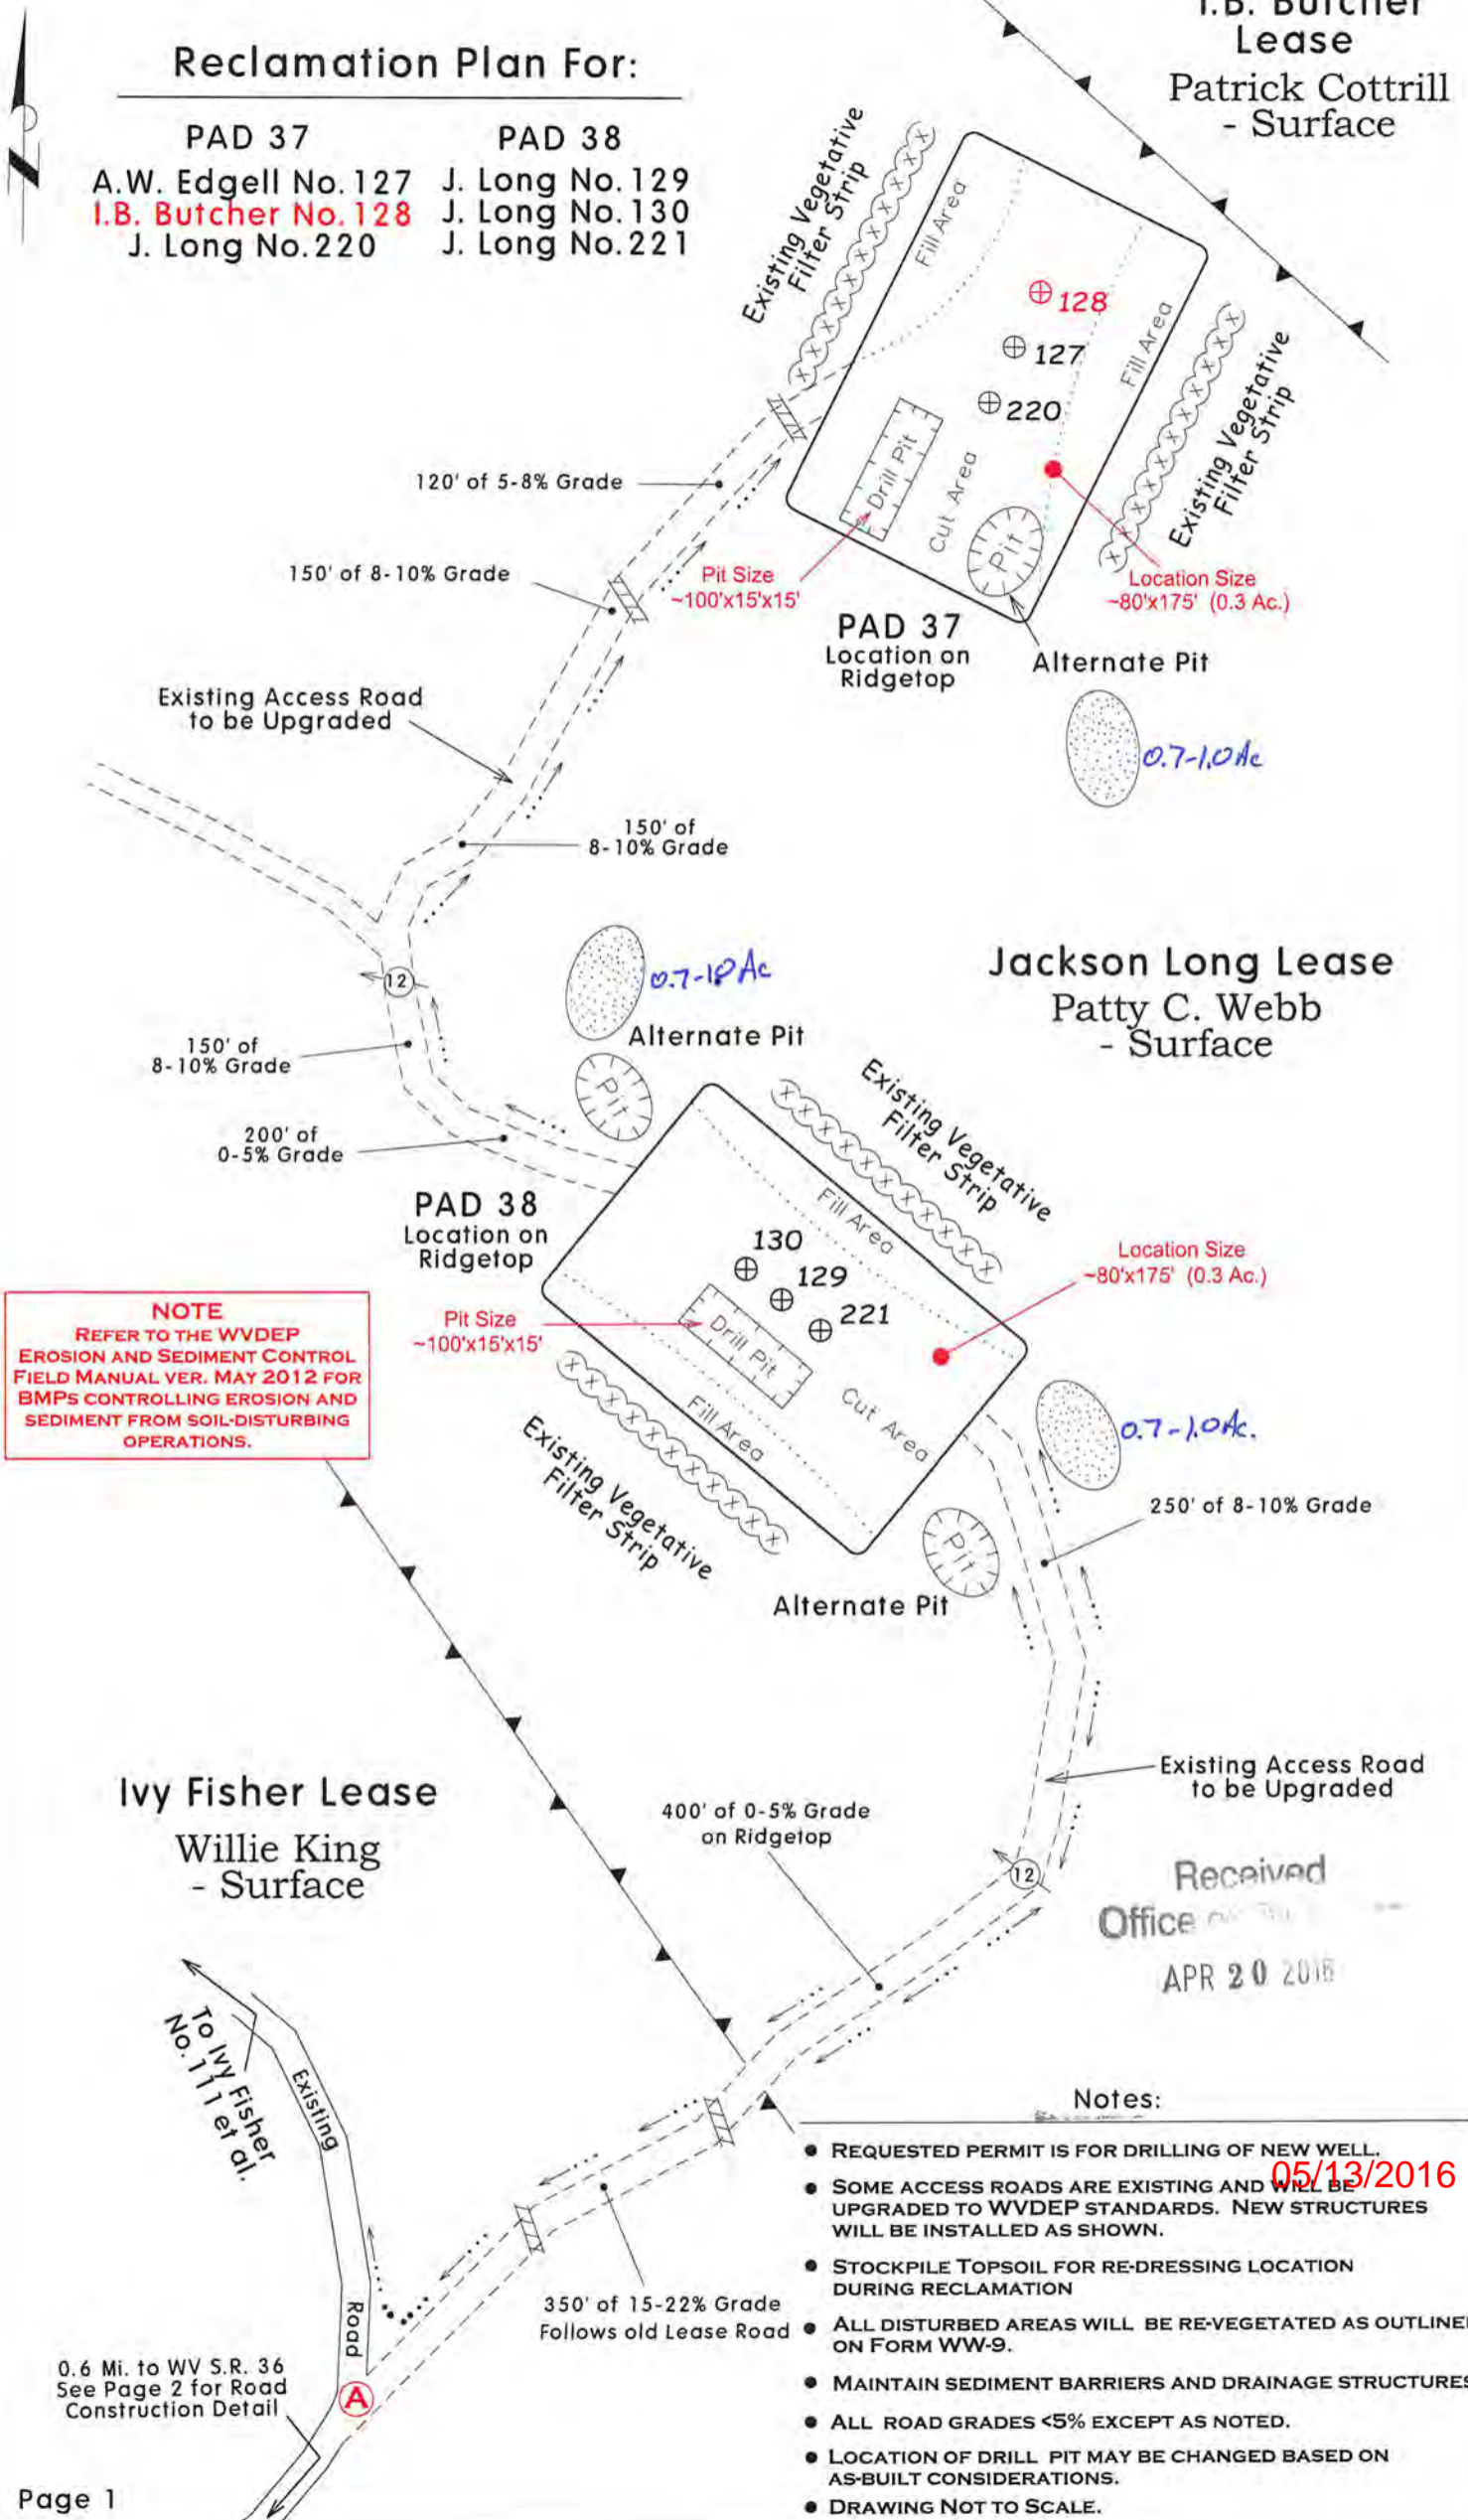 I.B. Butcher
Lease
Patrick Cottrill
- Surface
Reclamation Plan For:
PAD 37
A.W. Edgell No.127
I.B. Butcher No.128
J. Long No.220
PAD 38
J. Long No.129
J. Long No.130
J. Long No.221
Existing Vegetative
Filter Strip
Fill Area
128
127
220
Fill Area
Drill Pit
Cut Area
Pit
Existing Vegetative
Filter Strip
120' of 5-8% Grade
150' of 8-10% Grade
Pit Size
~100'x15'x15'
Location Size
~80'x175' (0.3 Ac.)
PAD 37
Location on
Ridgetop
Alternate Pit
0.7-1.0 Ac
Existing Access Road
to be Upgraded
150' of
8-10% Grade
12
0.7-1.0 Ac
Jackson Long Lease
Patty C. Webb
- Surface
150' of
8-10% Grade
Alternate Pit
Pit
200' of
0-5% Grade
Existing Vegetative
Filter Strip
PAD 38
Location on
Ridgetop
Fill Area
130
129
221
Drill Pit
Cut Area
Fill Area
Location Size
~80'x175' (0.3 Ac.)
Pit Size
~100'x15'x15'
NOTE
REFER TO THE WVDEP
EROSION AND SEDIMENT CONTROL
FIELD MANUAL VER. MAY 2012 FOR
BMPS CONTROLLING EROSION AND
SEDIMENT FROM SOIL-DISTURBING
OPERATIONS.
Existing Vegetative
Filter Strip
0.7-1.0 Ac.
250' of 8-10% Grade
Pit
Alternate Pit
Existing Access Road
to be Upgraded
Ivy Fisher Lease
Willie King
- Surface
400' of 0-5% Grade
on Ridgetop
12
Received
Office
APR 20 2016
To Ivy Fisher
No.111 et al.
Existing
Road
350' of 15-22% Grade
Follows old Lease Road
0.6 Mi. to WV S.R. 36
See Page 2 for Road
Construction Detail
A
Notes:
● REQUESTED PERMIT IS FOR DRILLING OF NEW WELL.
05/13/2016
● SOME ACCESS ROADS ARE EXISTING AND WILL BE
UPGRADED TO WVDEP STANDARDS. NEW STRUCTURES
WILL BE INSTALLED AS SHOWN.
● STOCKPILE TOPSOIL FOR RE-DRESSING LOCATION
DURING RECLAMATION
● ALL DISTURBED AREAS WILL BE RE-VEGETATED AS OUTLINED
ON FORM WW-9.
● MAINTAIN SEDIMENT BARRIERS AND DRAINAGE STRUCTURES
● ALL ROAD GRADES <5% EXCEPT AS NOTED.
● LOCATION OF DRILL PIT MAY BE CHANGED BASED ON
AS-BUILT CONSIDERATIONS.
● DRAWING NOT TO SCALE.
Page 1